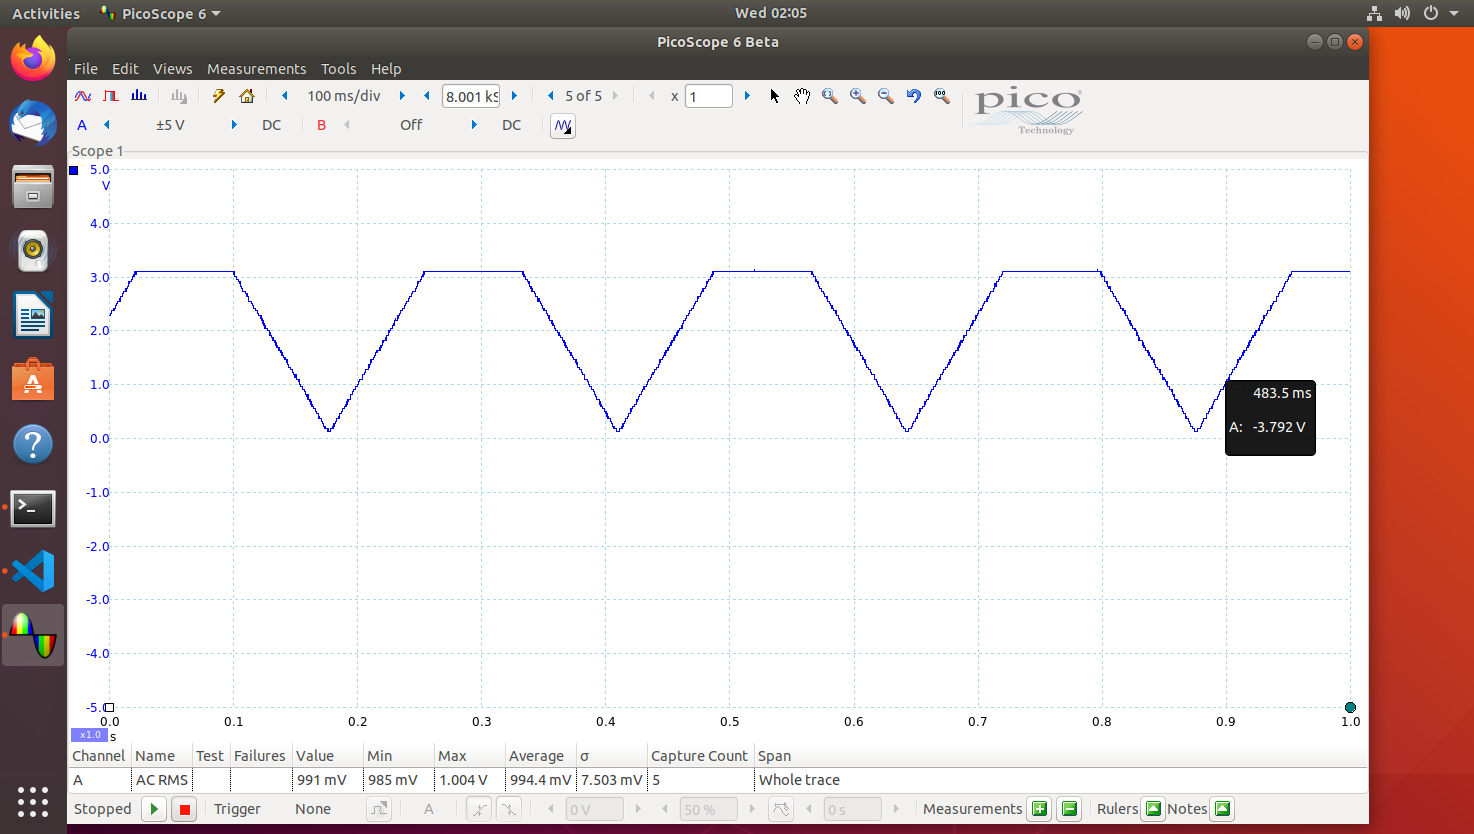 Activities PicoScope 6 Wed 02:05
PicoScope 6 Beta
File Edit Views Measurements Tools Help
100 ms/div 8.001 kS 5 of 5 x 1
pico
Technology
A ±5 V DC B Off DC
Scope 1
5.0
V
4.0
3.0
2.0
1.0
483.5 ms
A: -3.792 V
0.0
-1.0
-2.0
-3.0
-4.0
-5.0
0.0 0.1 0.2 0.3 0.4 0.5 0.6 0.7 0.8 0.9 1.0
x1.0 s
Channel Name Test Failures Value Min Max Average σ Capture Count Span
A AC RMS 991 mV 985 mV 1.004 V 994.4 mV 7.503 mV 5 Whole trace
Stopped Trigger None A 0 V 50 % 0 s Measurements Rulers Notes